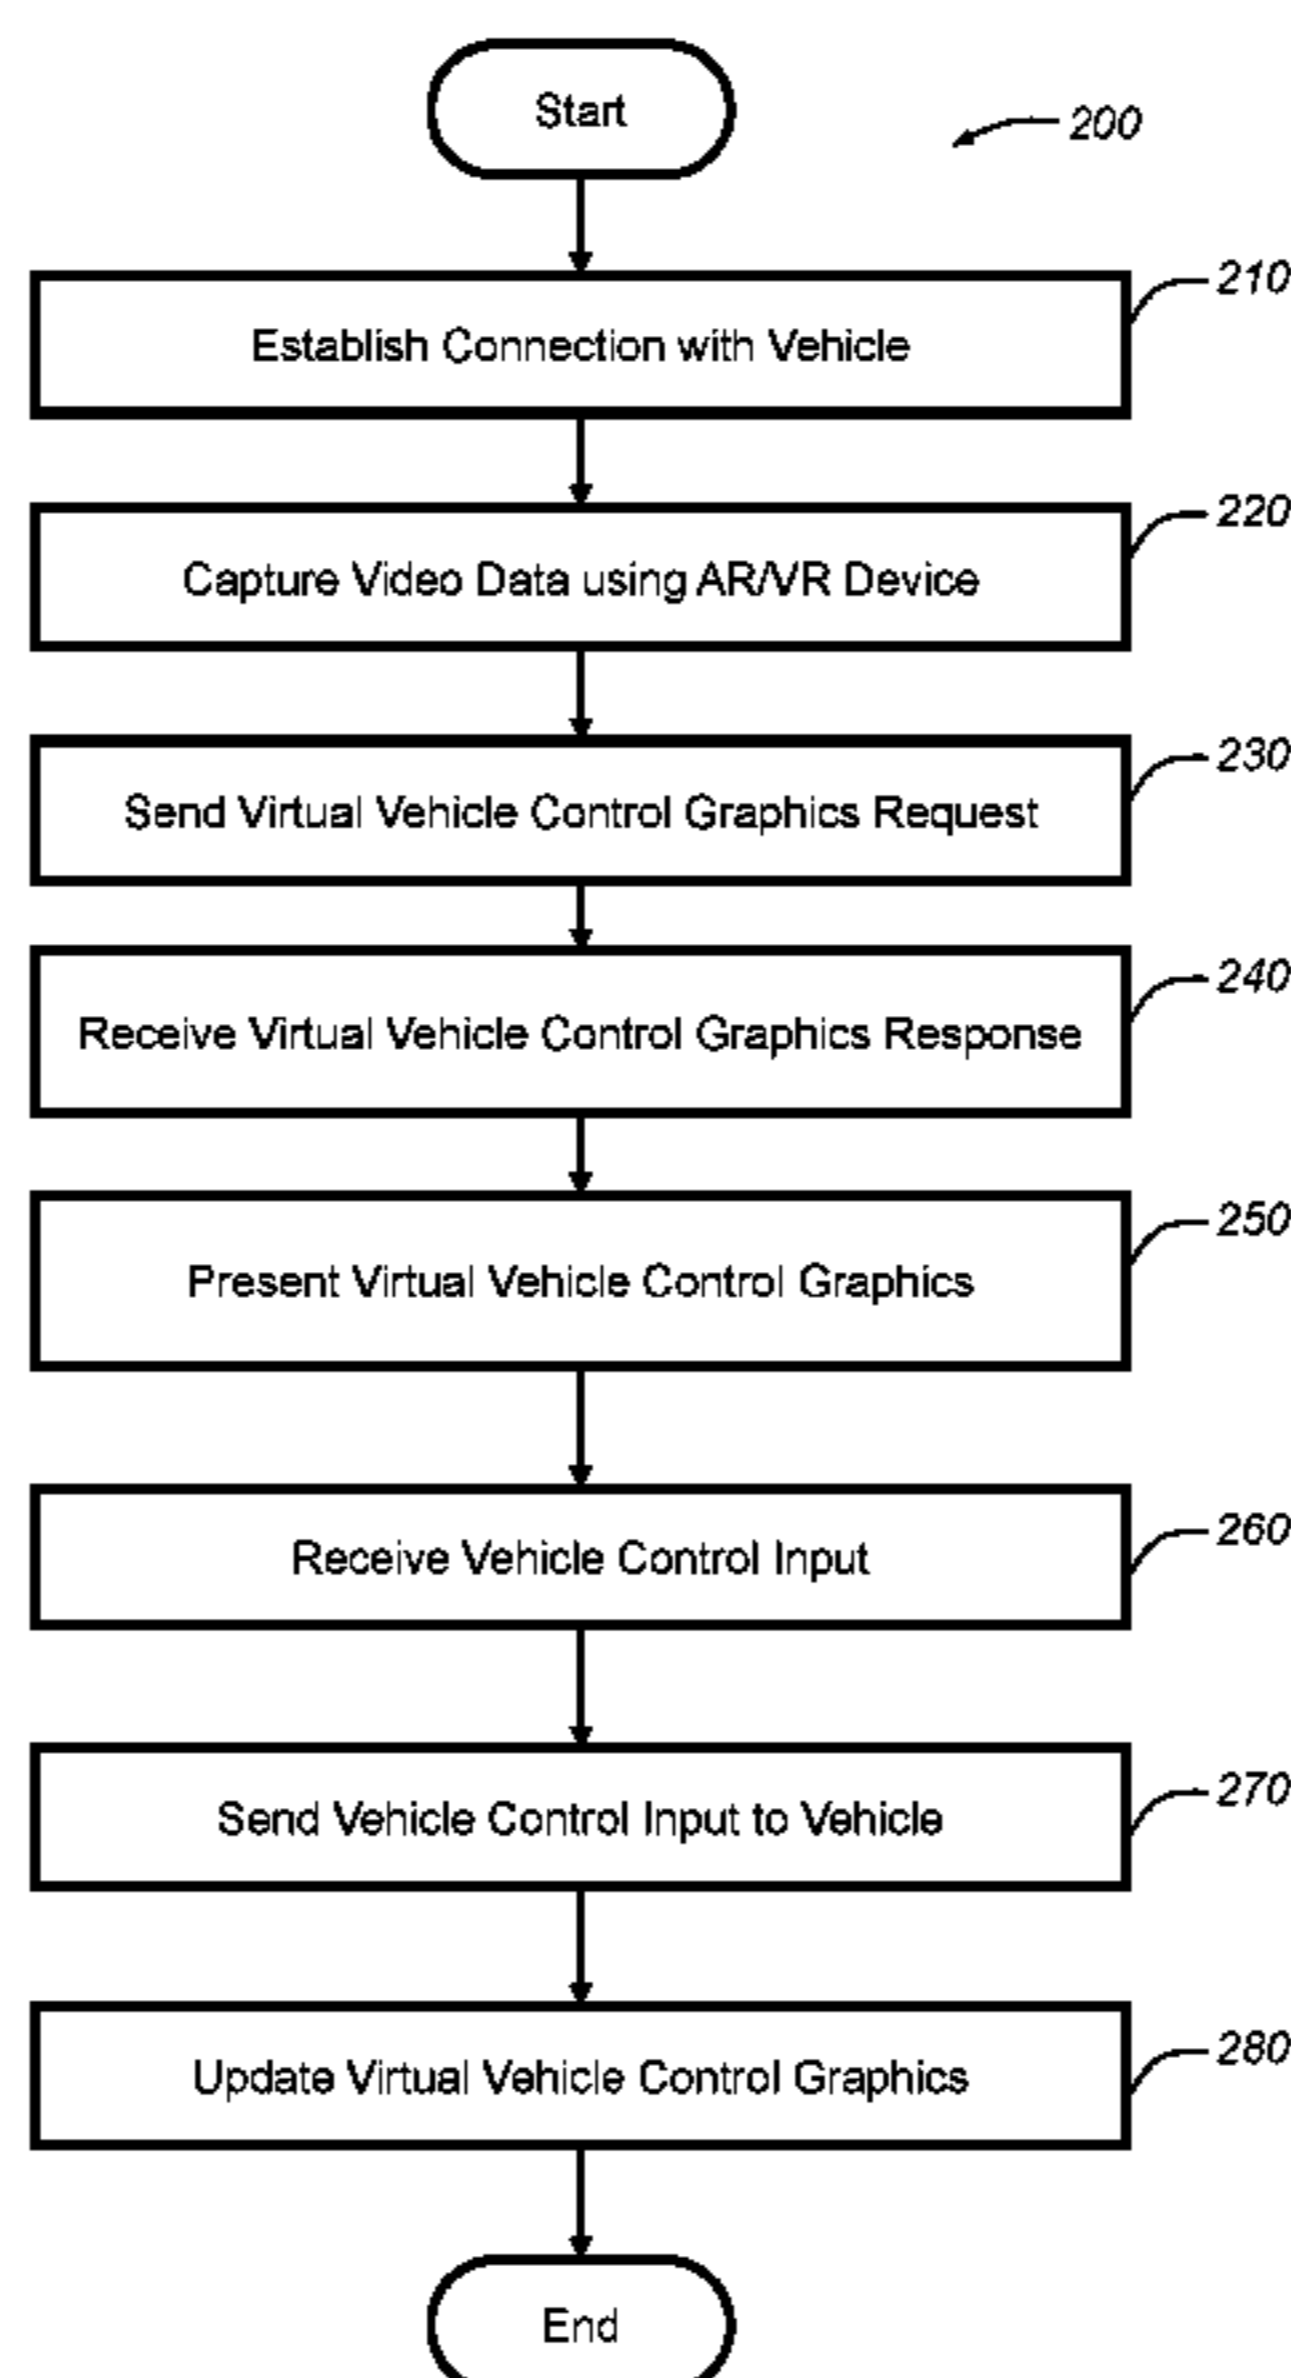 Start
200
Establish Connection with Vehicle
210
Capture Video Data using AR/VR Device
220
Send Virtual Vehicle Control Graphics Request
230
Receive Virtual Vehicle Control Graphics Response
240
Present Virtual Vehicle Control Graphics
250
Receive Vehicle Control Input
260
Send Vehicle Control Input to Vehicle
270
Update Virtual Vehicle Control Graphics
280
End